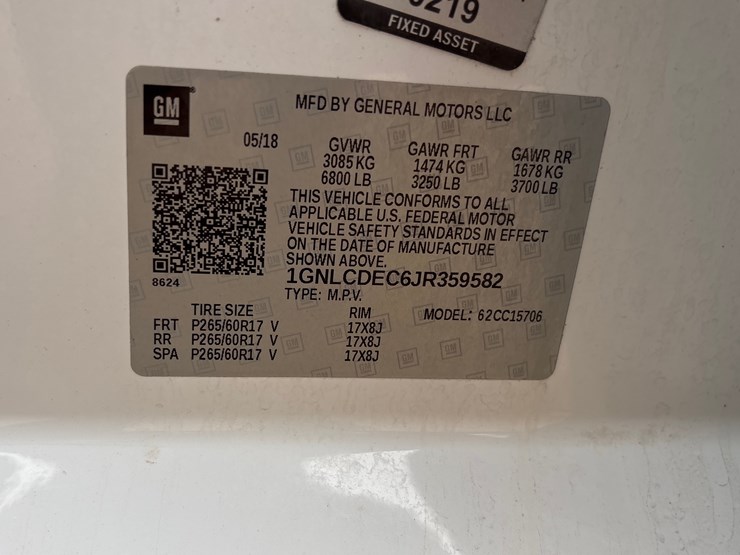 219
FIXED ASSET
GM
MFD BY GENERAL MOTORS LLC
05/18
GVWR GAWR FRT GAWR RR
3085 KG 1474 KG 1678 KG
6800 LB 3250 LB 3700 LB
THIS VEHICLE CONFORMS TO ALL
APPLICABLE U.S. FEDERAL MOTOR
VEHICLE SAFETY STANDARDS IN EFFECT
ON THE DATE OF MANUFACTURE
SHOWN ABOVE.
8624
1GNLCDEC6JR359582
TYPE: M.P.V.
TIRE SIZE RIM MODEL: 62CC15706
FRT P265/60R17 V 17X8J
RR P265/60R17 V 17X8J
SPA P265/60R17 V 17X8J